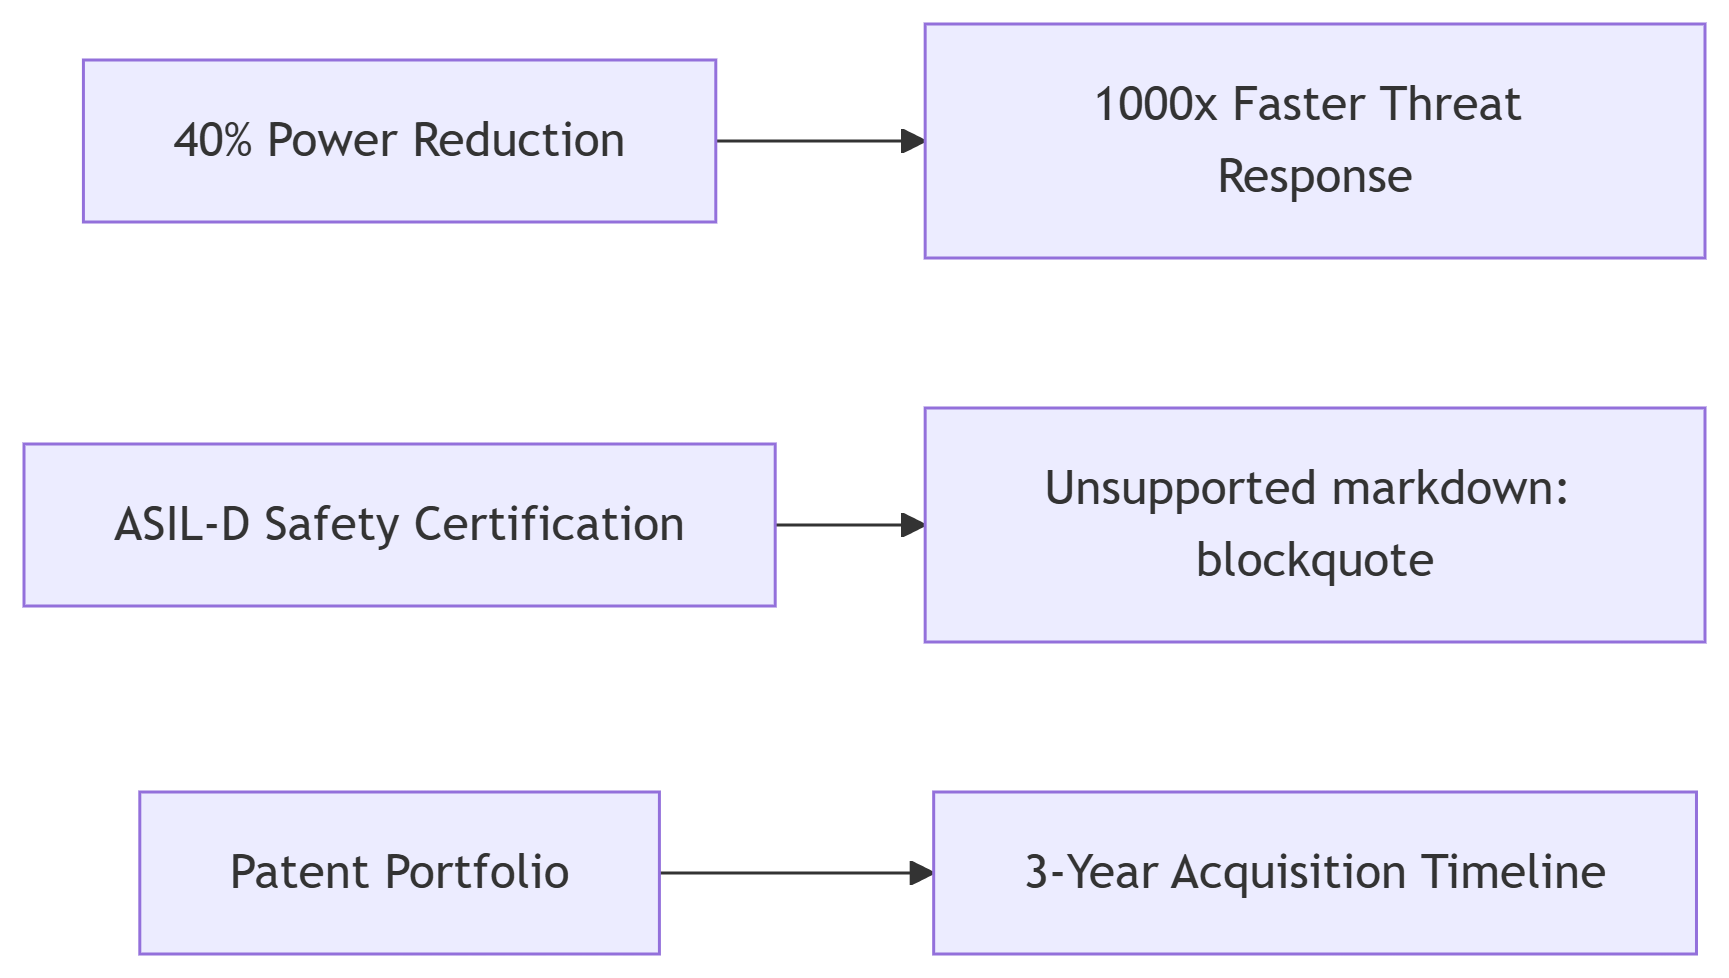 40% Power Reduction
1000x Faster Threat
Response
ASIL-D Safety Certification
Unsupported markdown:
blockquote
Patent Portfolio
3-Year Acquisition Timeline